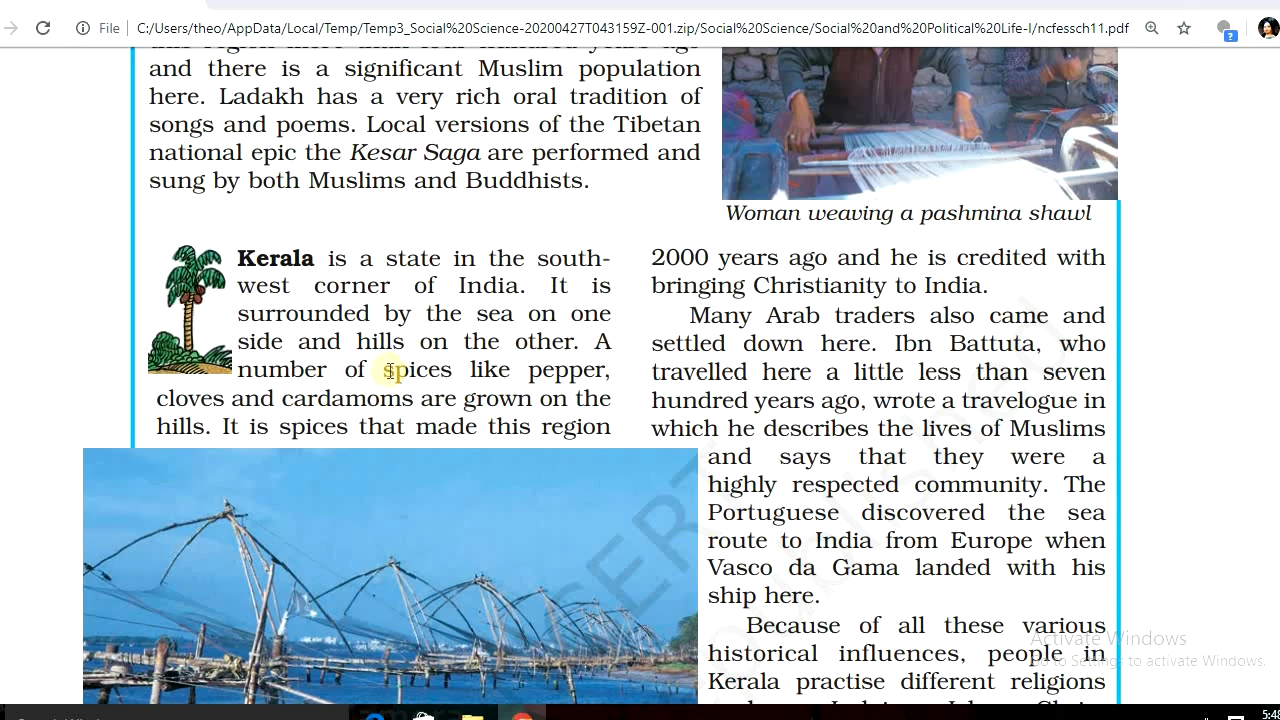 File
C:/Users/theo/AppData/Local/Temp/Temp3_Social%20Science-20200427T043159Z-001.zip/Social%20Science/Social%20and%20Political%20Life-I/ncfessch11.pdf
and there is a significant Muslim population
here. Ladakh has a very rich oral tradition of
songs and poems. Local versions of the Tibetan
national epic the Kesar Saga are performed and
sung by both Muslims and Buddhists.
Woman weaving a pashmina shawl
Kerala is a state in the south-
west corner of India. It is
surrounded by the sea on one
side and hills on the other. A
number of spices like pepper,
cloves and cardamoms are grown on the
hills. It is spices that made this region
2000 years ago and he is credited with
bringing Christianity to India.
Many Arab traders also came and
settled down here. Ibn Battuta, who
travelled here a little less than seven
hundred years ago, wrote a travelogue in
which he describes the lives of Muslims
and says that they were a
highly respected community. The
Portuguese discovered the sea
route to India from Europe when
Vasco da Gama landed with his
ship here.
Because of all these various
historical influences, people in
Kerala practise different religions
Activate Windows
Go to Settings to activate Windows.